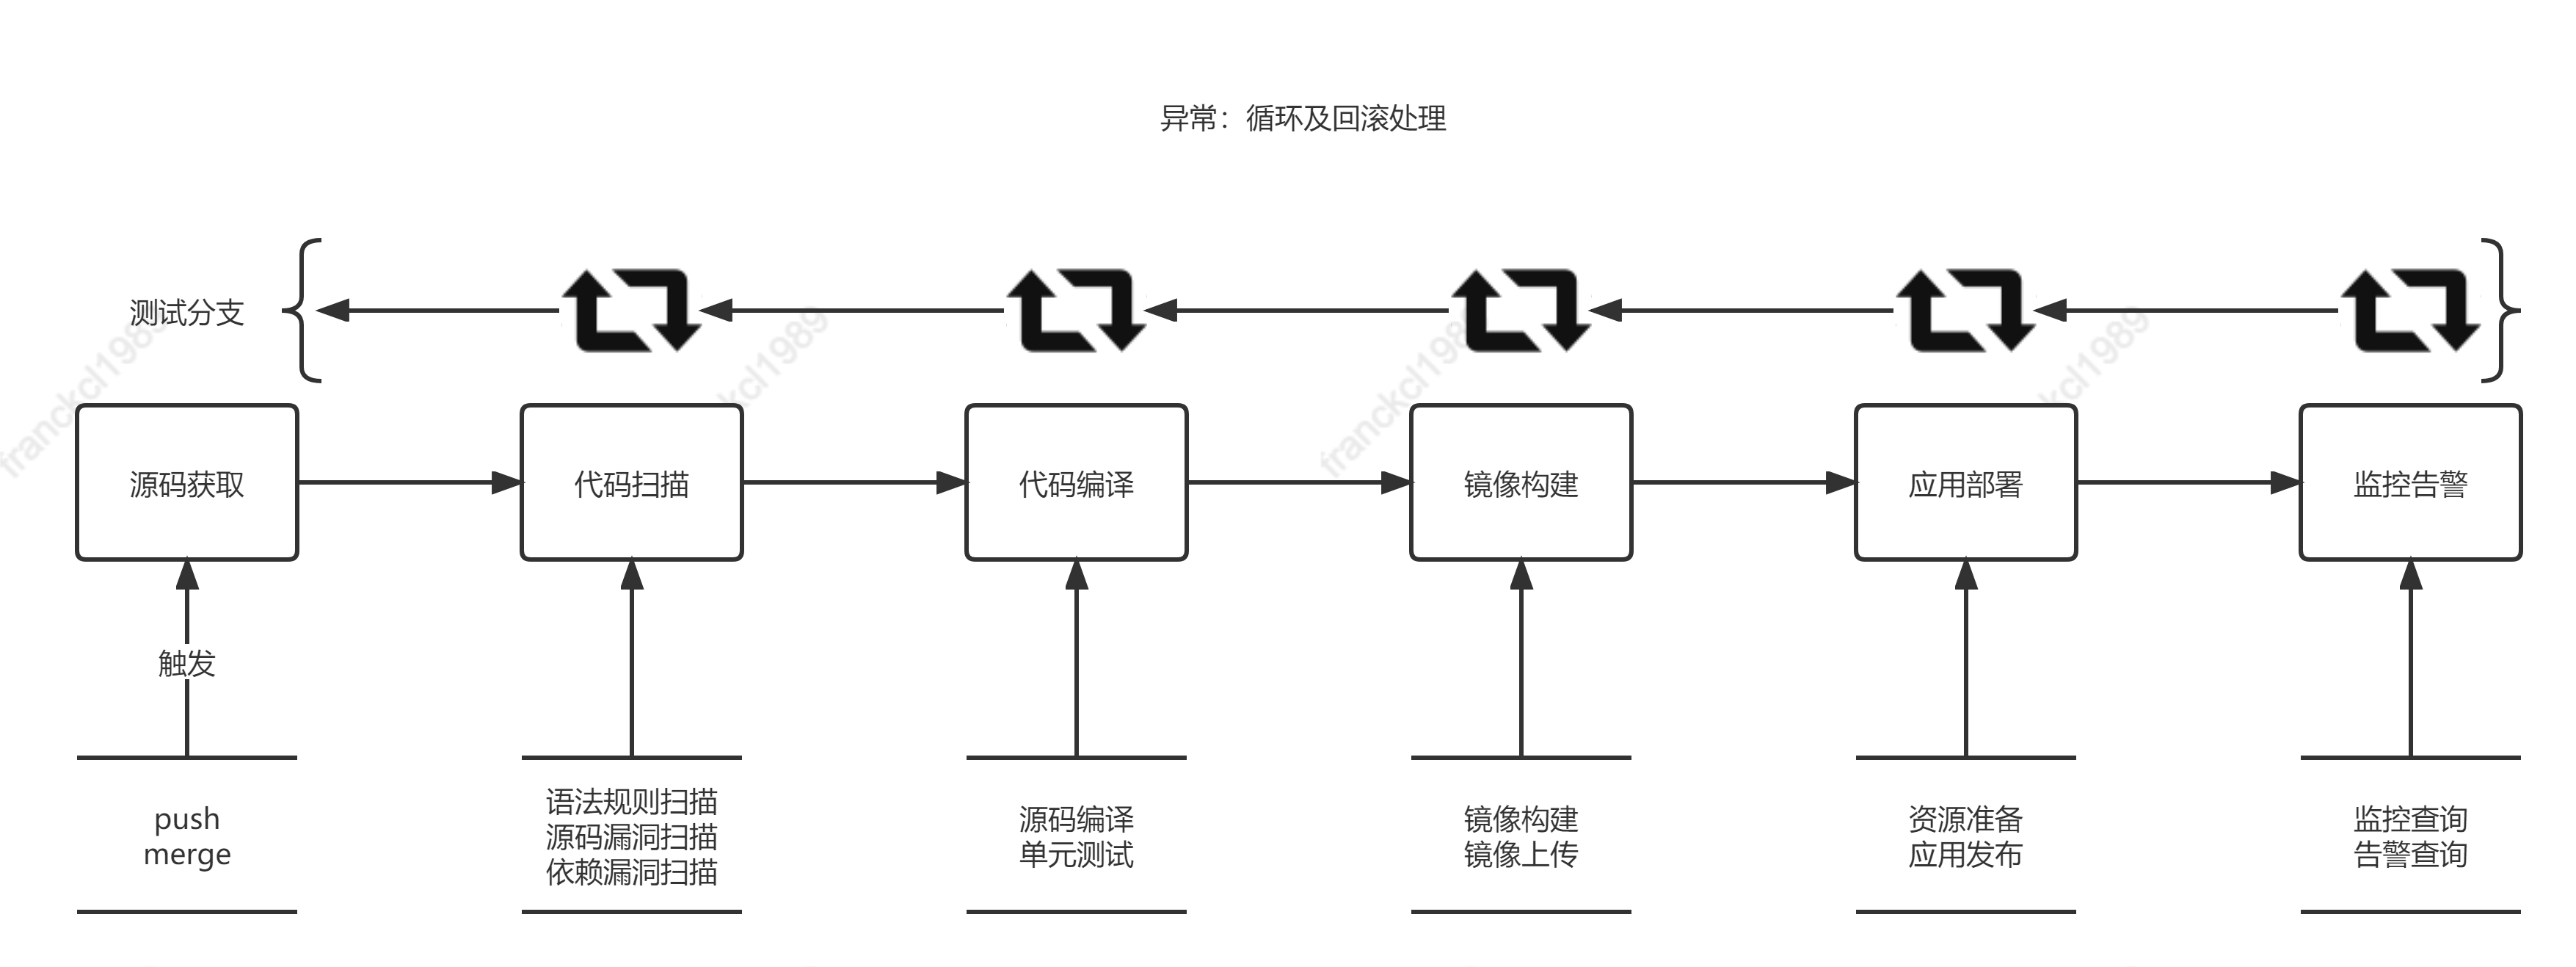 异常：循环及回滚处理
测试分支
源码获取
代码扫描
代码编译
镜像构建
应用部署
监控告警
触发
push
merge
语法规则扫描
源码漏洞扫描
依赖漏洞扫描
源码编译
单元测试
镜像构建
镜像上传
资源准备
应用发布
监控查询
告警查询
franckcl1989
kcl1989
franckcl1989
kcl1989